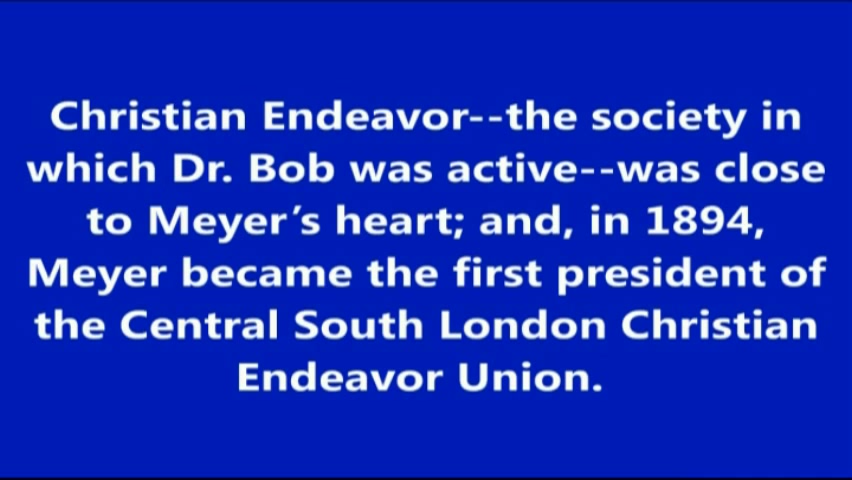 Christian Endeavor--the society in
which Dr. Bob was active--was close
to Meyer’s heart; and, in 1894,
Meyer became the first president of
the Central South London Christian
Endeavor Union.